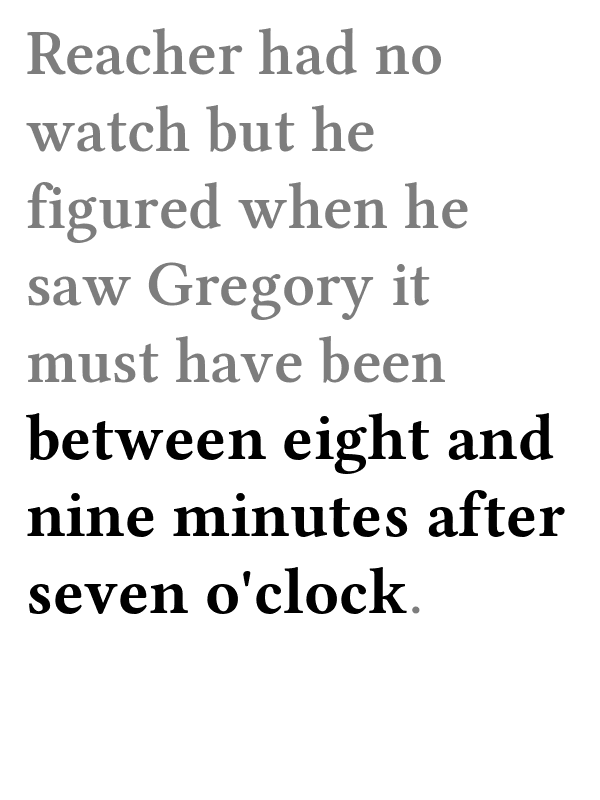 Reacher had no
watch but he
figured when he
saw Gregory it
must have been
between eight and
nine minutes after
seven o'clock.